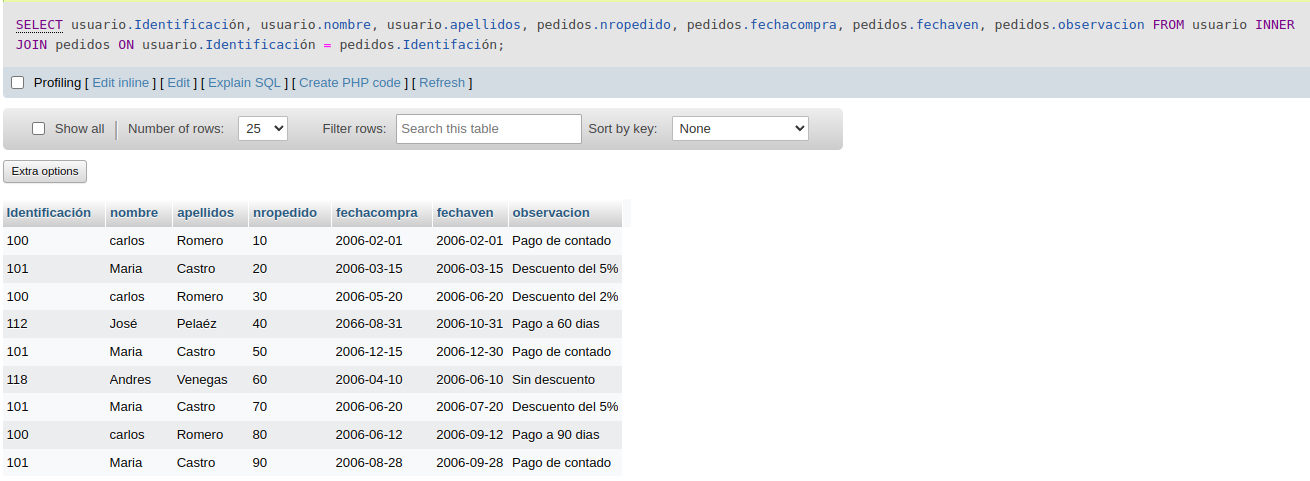 SELECT usuario.Identificación, usuario.nombre, usuario.apellidos, pedidos.nropedido, pedidos.fechacompra, pedidos.fechaven, pedidos.observacion FROM usuario INNER
JOIN pedidos ON usuario.Identificación = pedidos.Identifación;
Profiling [ Edit inline ] [ Edit ] [ Explain SQL ] [ Create PHP code ] [ Refresh ]
Show all | Number of rows: 25 Filter rows: Search this table Sort by key: None
Extra options
Identificación nombre apellidos nropedido fechacompra fechaven observacion
100 carlos Romero 10 2006-02-01 2006-02-01 Pago de contado
101 Maria Castro 20 2006-03-15 2006-03-15 Descuento del 5%
100 carlos Romero 30 2006-05-20 2006-06-20 Descuento del 2%
112 José Pelaéz 40 2066-08-31 2006-10-31 Pago a 60 dias
101 Maria Castro 50 2006-12-15 2006-12-30 Pago de contado
118 Andres Venegas 60 2006-04-10 2006-06-10 Sin descuento
101 Maria Castro 70 2006-06-20 2006-07-20 Descuento del 5%
100 carlos Romero 80 2006-06-12 2006-09-12 Pago a 90 dias
101 Maria Castro 90 2006-08-28 2006-09-28 Pago de contado